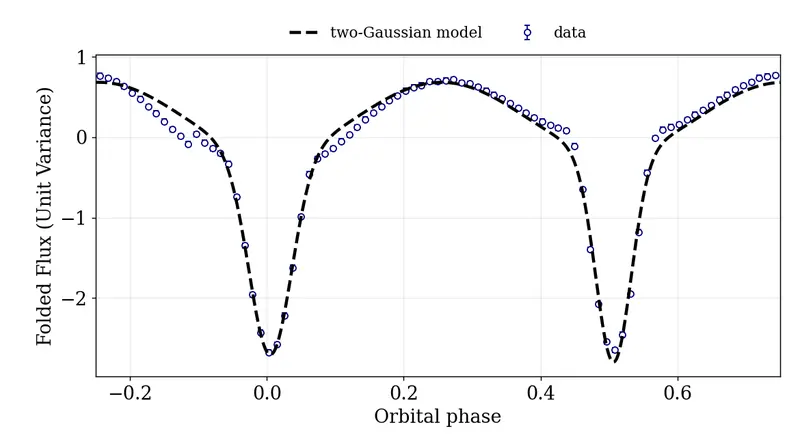 two-Gaussian model
data
Folded Flux (Unit Variance)
1
0
−1
−2
−0.2 0.0 0.2 0.4 0.6
Orbital phase